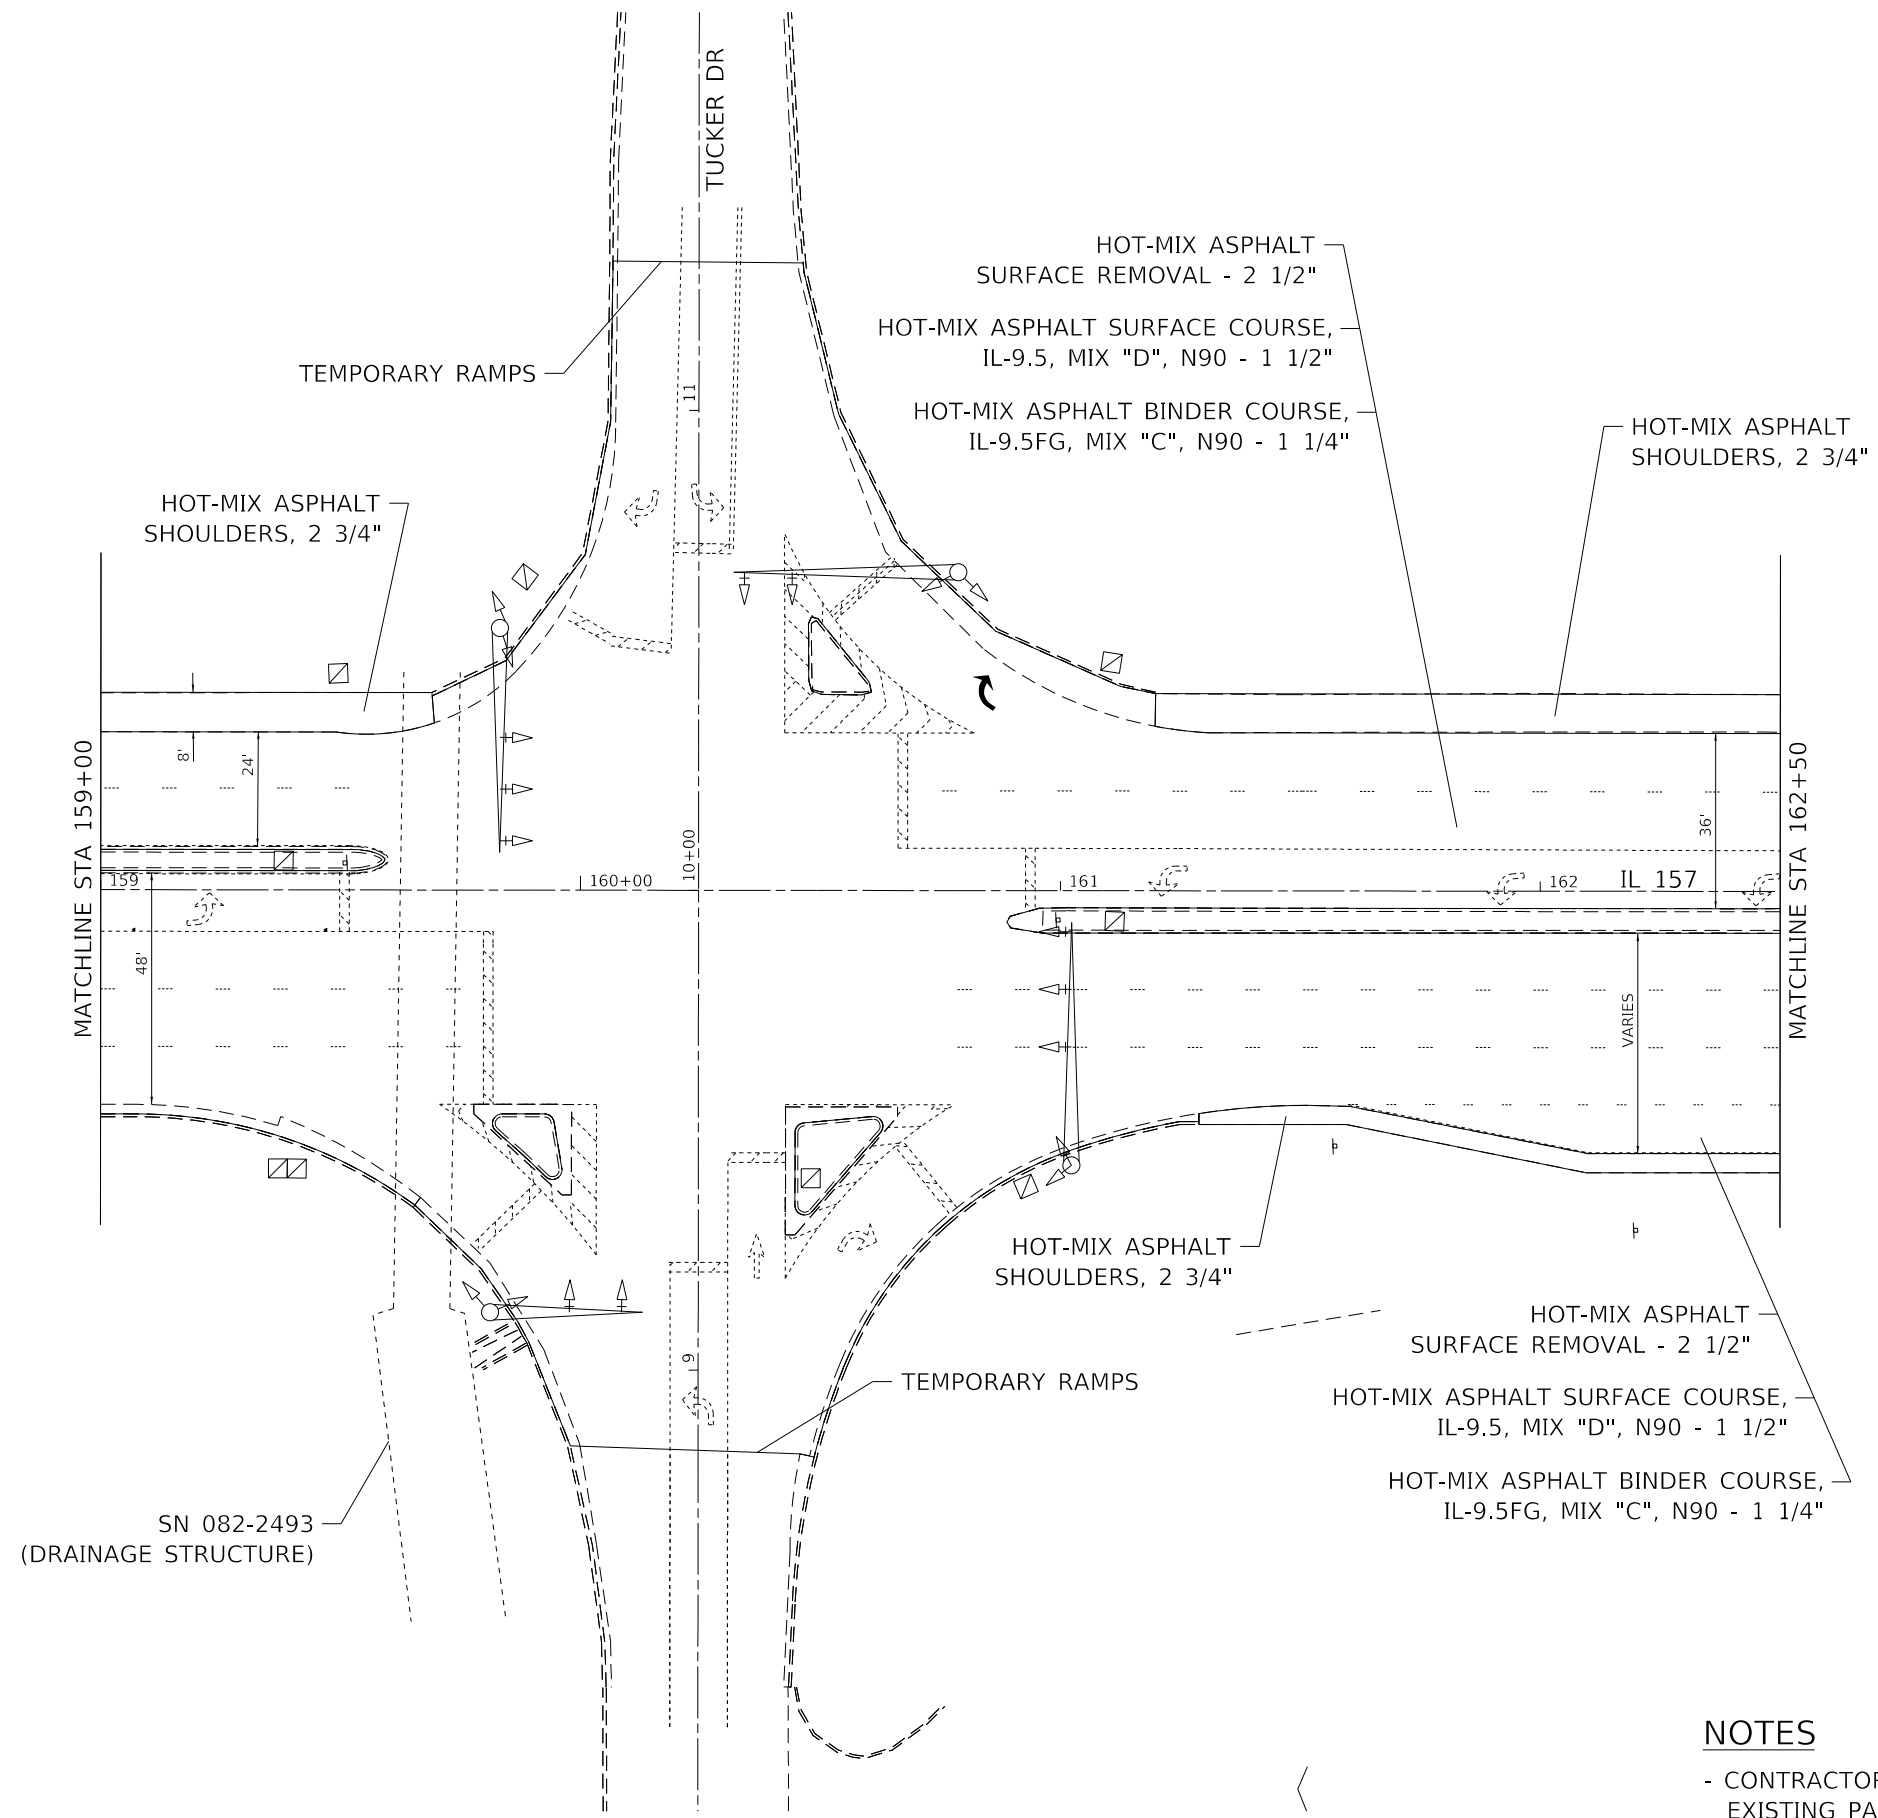 TUCKER DR
HOT-MIX ASPHALT
SURFACE REMOVAL - 2 1/2"
HOT-MIX ASPHALT SURFACE COURSE,
IL-9.5, MIX "D", N90 - 1 1/2"
HOT-MIX ASPHALT BINDER COURSE,
IL-9.5FG, MIX "C", N90 - 1 1/4"
TEMPORARY RAMPS
11
HOT-MIX ASPHALT
SHOULDERS, 2 3/4"
HOT-MIX ASPHALT
SHOULDERS, 2 3/4"
MATCHLINE STA 159+00
8'
24'
48'
159
160+00
10+00
161
162
IL 157
36'
VARIES
MATCHLINE STA 162+50
HOT-MIX ASPHALT
SHOULDERS, 2 3/4"
9
TEMPORARY RAMPS
HOT-MIX ASPHALT
SURFACE REMOVAL - 2 1/2"
HOT-MIX ASPHALT SURFACE COURSE,
IL-9.5, MIX "D", N90 - 1 1/2"
HOT-MIX ASPHALT BINDER COURSE,
IL-9.5FG, MIX "C", N90 - 1 1/4"
SN 082-2493
(DRAINAGE STRUCTURE)
NOTES
- CONTRACTOR
EXISTING PA